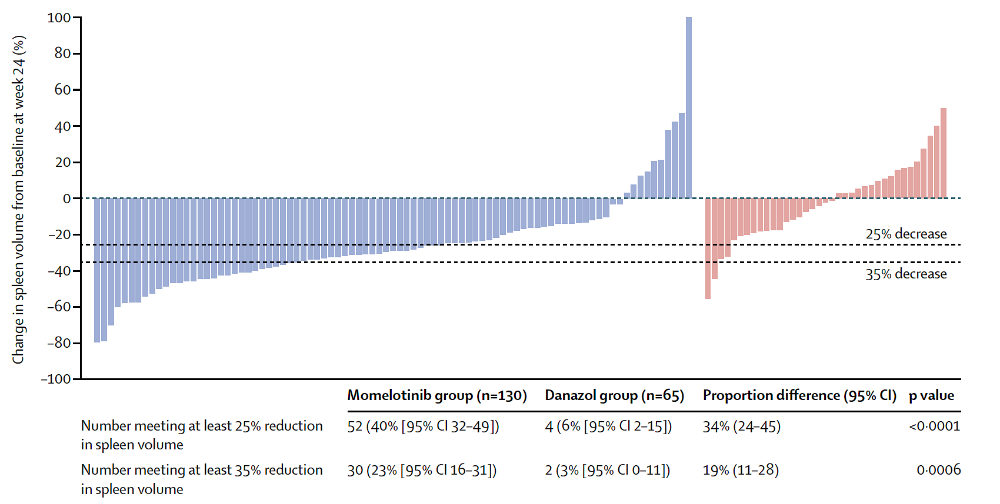 Change in spleen volume from baseline at week 24 (%)
100
80
60
40
20
0
–20
–40
–60
–80
–100
25% decrease
35% decrease
Momelotinib group (n=130) Danazol group (n=65) Proportion difference (95% CI) p value
Number meeting at least 25% reduction 52 (40% [95% CI 32–49]) 4 (6% [95% CI 2–15]) 34% (24–45) <0·0001
in spleen volume
Number meeting at least 35% reduction 30 (23% [95% CI 16–31]) 2 (3% [95% CI 0–11]) 19% (11–28) 0·0006
in spleen volume